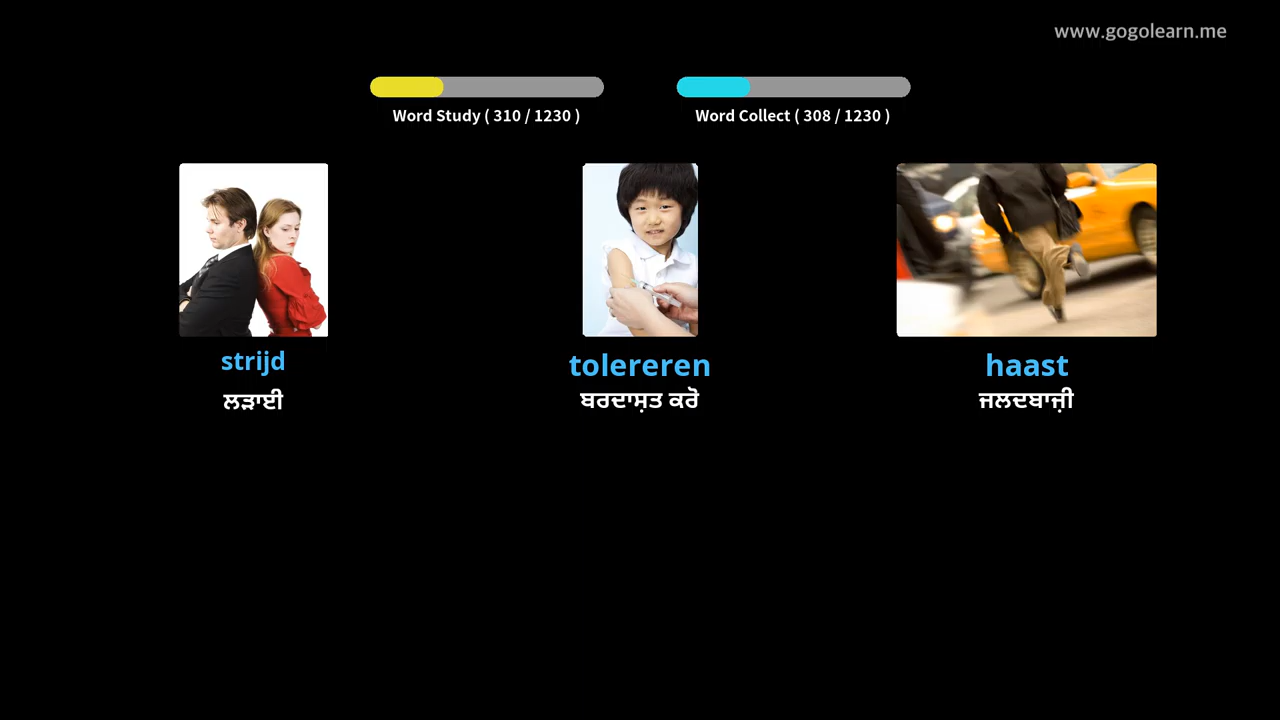 www.gogolearn.me
Word Study ( 310 / 1230 )
Word Collect ( 308 / 1230 )
strijd
tolereren
haast
ਲੜਾਈ
ਬਰਦਾਸ਼ਤ ਕਰੋ
ਜਲਦਬਾਜ਼ੀ